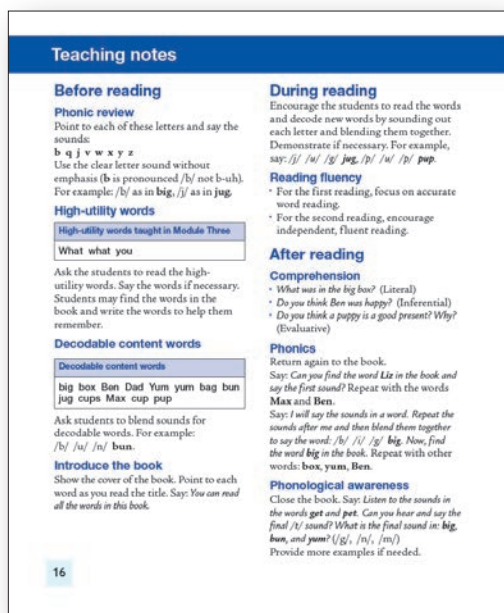 Teaching notes
Before reading
Phonic review
Point to each of these letters and say the
sounds:
b q j v w x y z
Use the clear letter sound without
emphasis (b is pronounced /b/ not b-uh).
For example: /b/ as in big, /j/ as in jug.
High-utility words
High-utility words taught in Module Three
What what you
Ask the students to read the high-
utility words. Say the words if necessary.
Students may find the words in the
book and write the words to help them
remember.
Decodable content words
Decodable content words
big box Ben Dad Yum yum bag bun
jug cups Max cup pup
Ask students to blend sounds for
decodable words. For example:
/b/ /u/ /n/ bun.
Introduce the book
Show the cover of the book. Point to each
word as you read the title. Say: You can read
all the words in this book.
During reading
Encourage the students to read the words
and decode new words by sounding out
each letter and blending them together.
Demonstrate if necessary. For example,
say: /j/ /u/ /g/ jug, /p/ /u/ /p/ pup.
Reading fluency
• For the first reading, focus on accurate
word reading.
• For the second reading, encourage
independent, fluent reading.
After reading
Comprehension
• What was in the big box? (Literal)
• Do you think Ben was happy? (Inferential)
• Do you think a puppy is a good present? Why?
(Evaluative)
Phonics
Return again to the book.
Say: Can you find the word Liz in the book and
say the first sound? Repeat with the words
Max and Ben.
Say: I will say the sounds in a word. Repeat the
sounds after me and then blend them together
to say the word: /b/ /i/ /g/ big. Now, find
the word big in the book. Repeat with other
words: box, yum, Ben.
Phonological awareness
Close the book. Say: Listen to the sounds in
the words get and pet. Can you hear and say the
final /t/ sound? What is the final sound in: big,
bun, and yum? (/g/, /n/, /m/)
Provide more examples if needed.
16